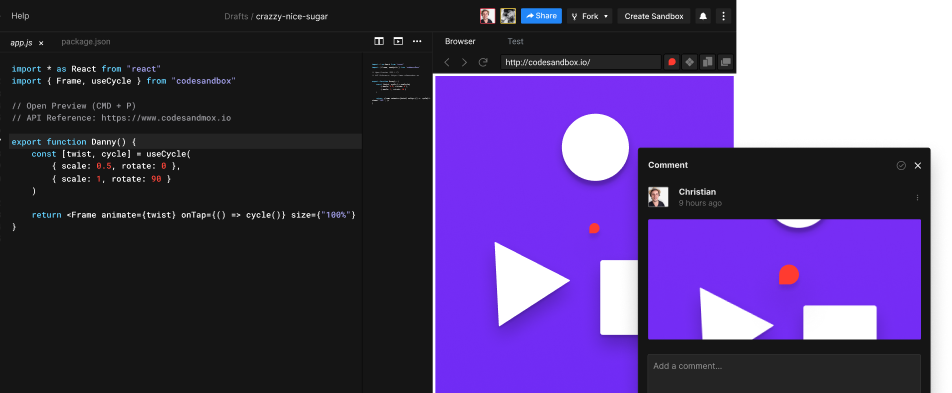 Help
Drafts / crazzy-nice-sugar
Share
Fork
Create Sandbox
app.js
package.json
Browser
Test
http://codesandbox.io/
import * as React from "react"
import { Frame, useCycle } from "codesandbox"
// Open Preview (CMD + P)
// API Reference: https://www.codesandmox.io
export function Danny() {
const [twist, cycle] = useCycle(
{ scale: 0.5, rotate: 0 },
{ scale: 1, rotate: 90 }
)
return <Frame animate={twist} onTap={() => cycle()} size={"100%"}
}
Comment
Christian
9 hours ago
Add a comment...